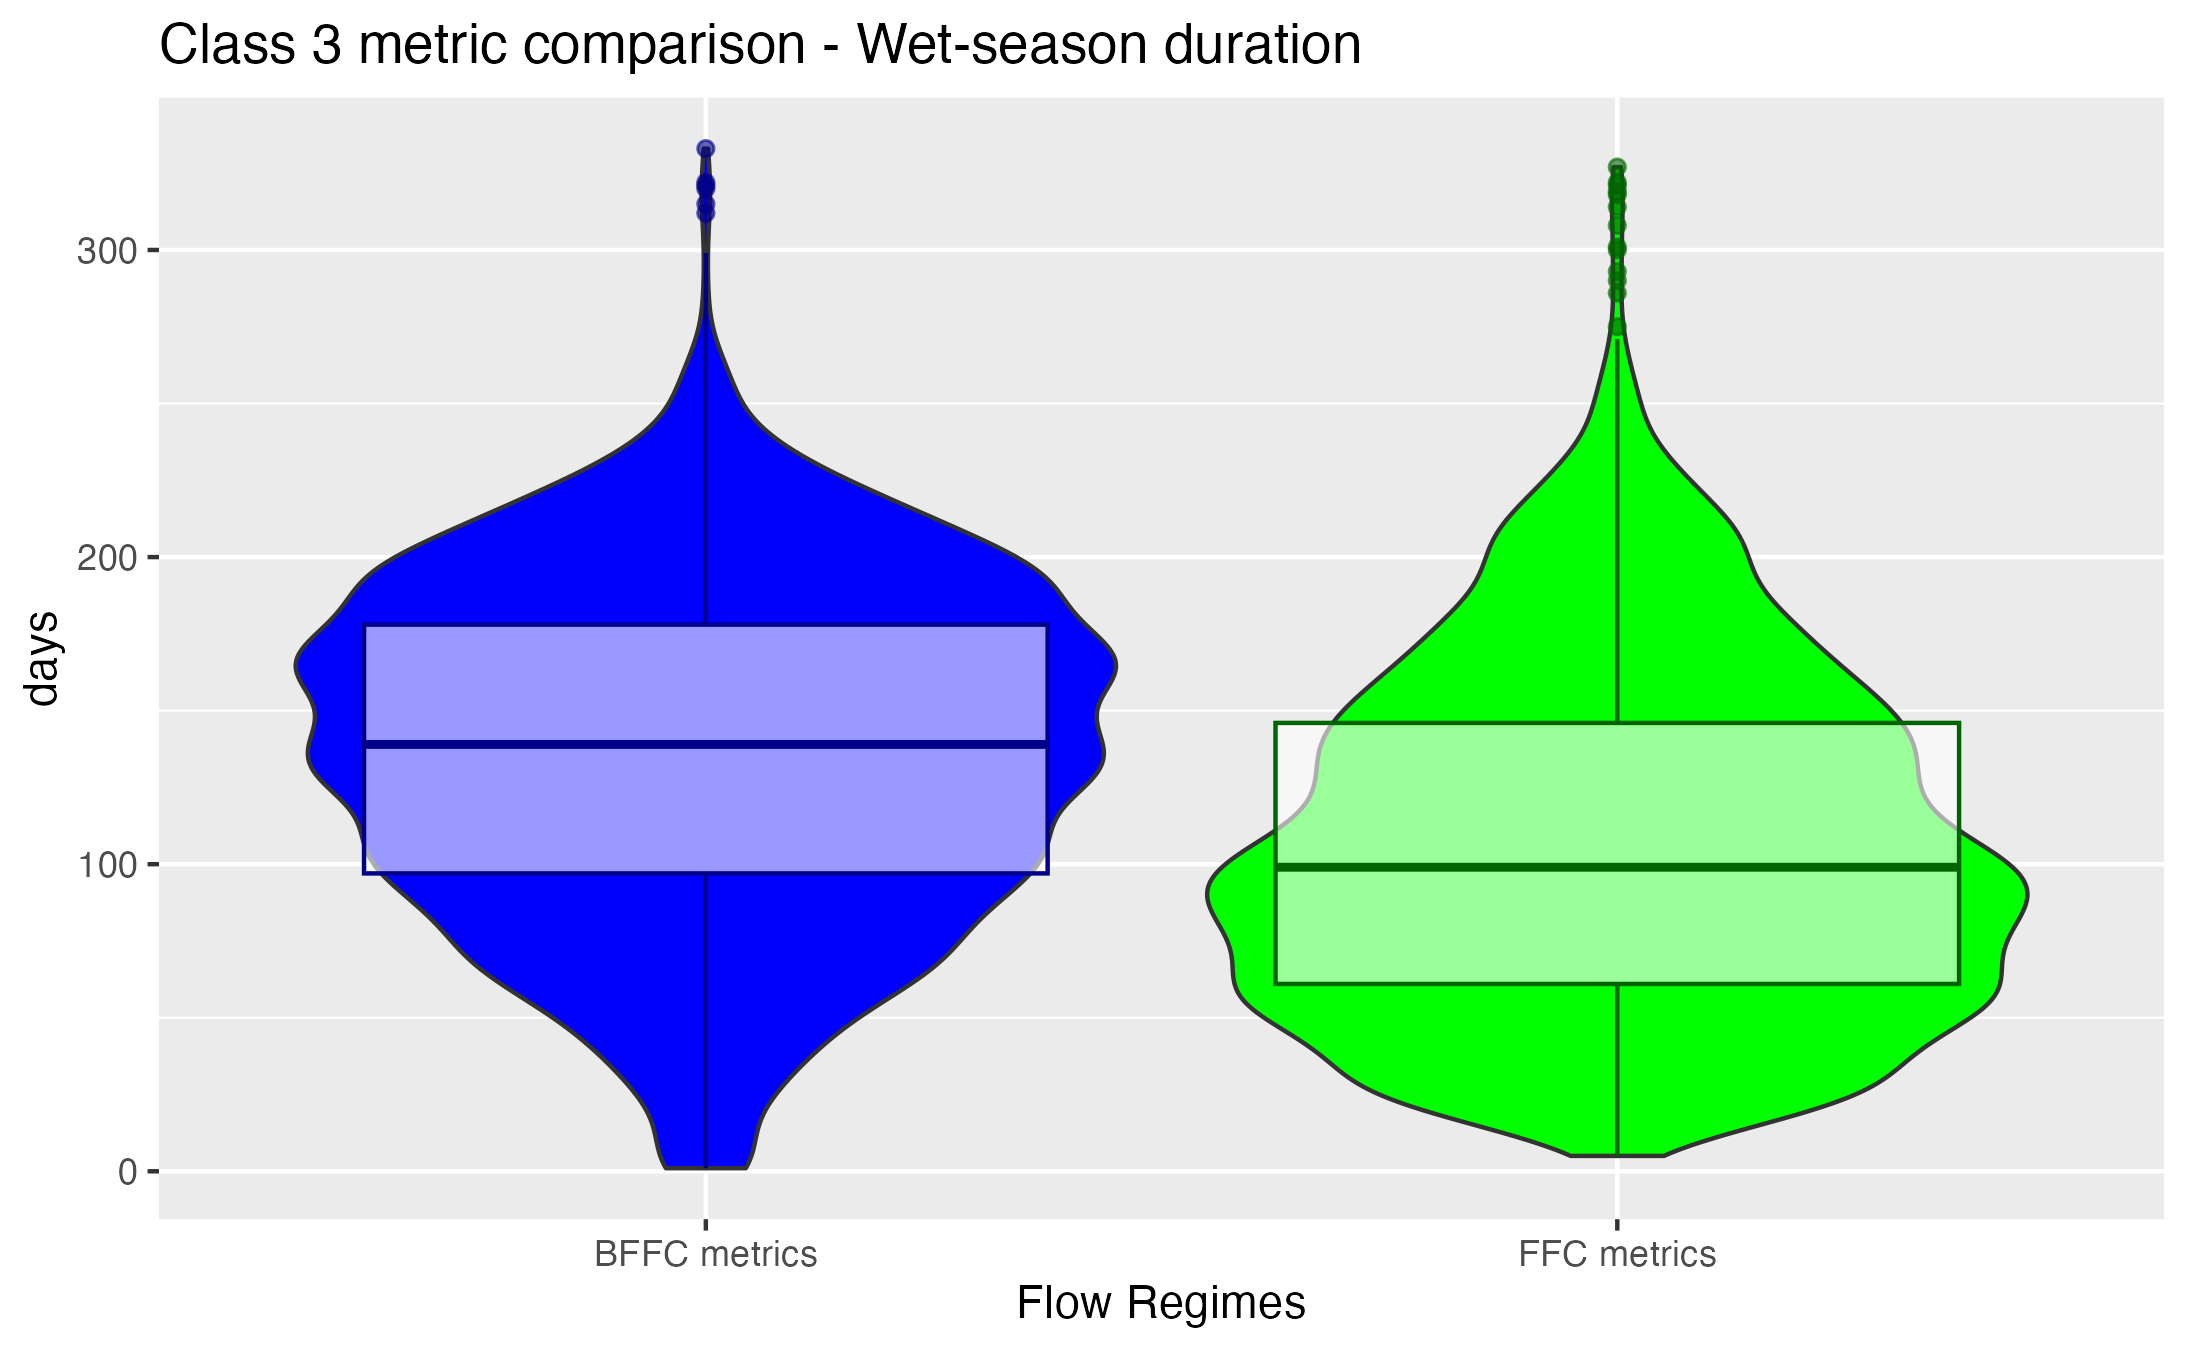 Class 3 metric comparison - Wet-season duration
days
300
200
100
0
BFFC metrics
FFC metrics
Flow Regimes